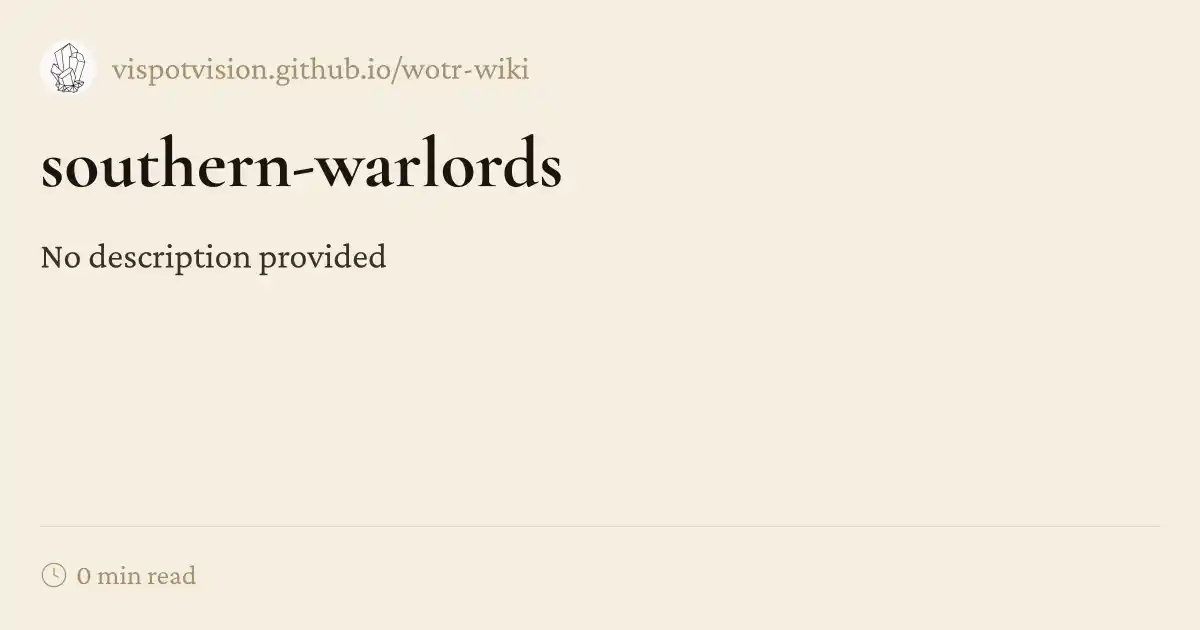 vispotvision.github.io/wotr-wiki
southern-warlords
No description provided
0 min read